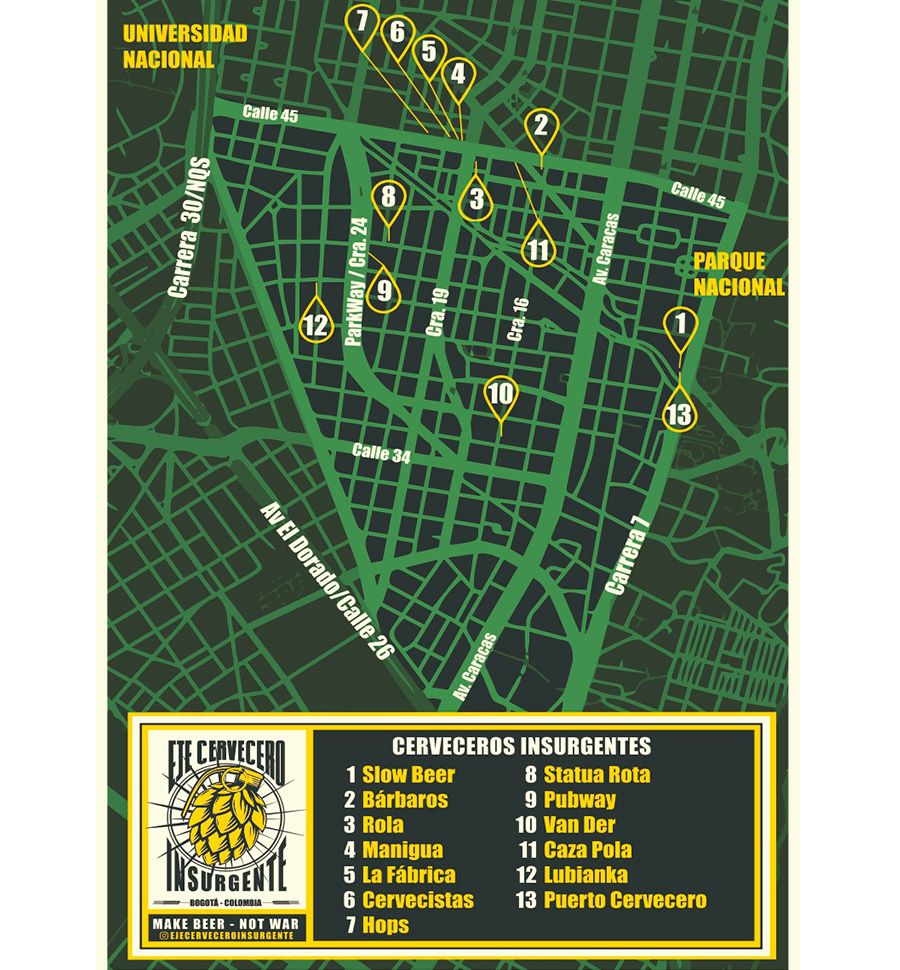 UNIVERSIDAD
NACIONAL
7
6
5
4
2
Calle 45
Calle 45
Carrera 30/NQS
8
3
11
ParkWay / Cra. 24
Av. Caracas
PARQUE
NACIONAL
9
Cra. 19
Cra. 16
12
1
10
13
Calle 34
Av El Dorado/Calle 26
Carrera 7
Av. Caracas
EJE CERVECERO
INSURGENTE
BOGOTÁ - COLOMBIA
MAKE BEER - NOT WAR
EJECERVECEROINSURGENTE
CERVECEROS INSURGENTES
1 Slow Beer
2 Bárbaros
3 Rola
4 Manigua
5 La Fábrica
6 Cervecistas
7 Hops
8 Statua Rota
9 Pubway
10 Van Der
11 Caza Pola
12 Lubianka
13 Puerto Cervecero